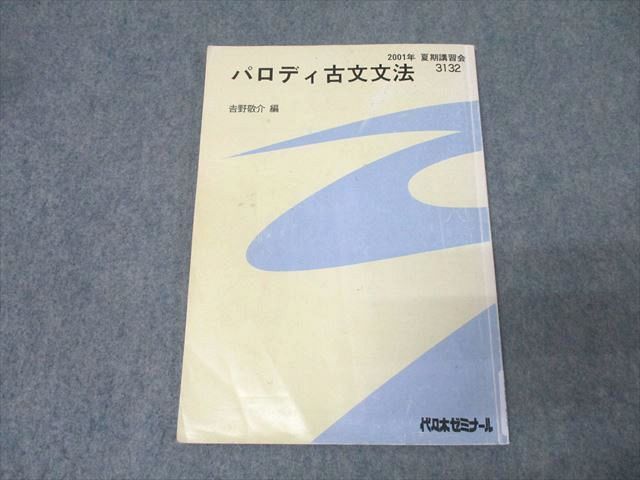 2001年 夏期講習会
3132
パロディ古文文法
吉野敬介 編
代々木ゼミナール